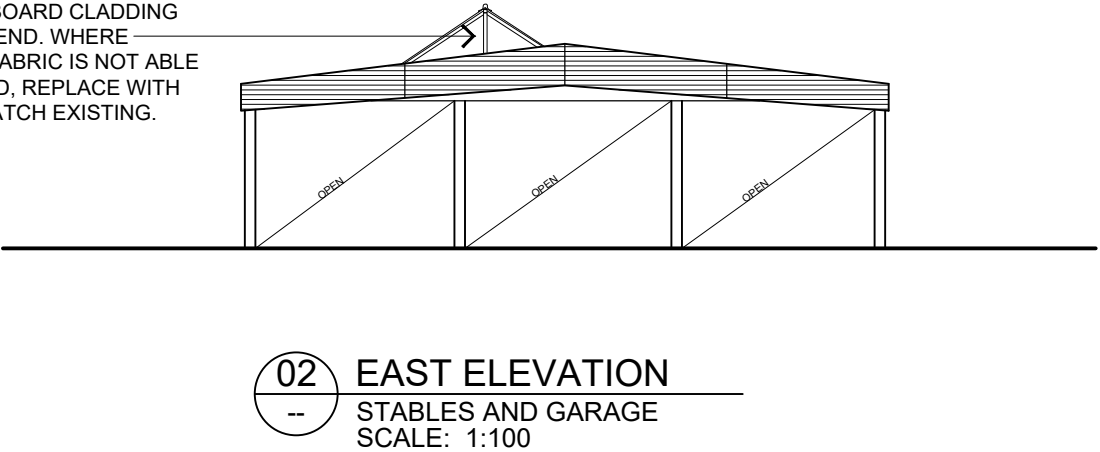 BOARD CLADDING
END. WHERE
FABRIC IS NOT ABLE
D, REPLACE WITH
ATCH EXISTING.
OPEN
OPEN
OPEN
02
--
EAST ELEVATION
STABLES AND GARAGE
SCALE: 1:100